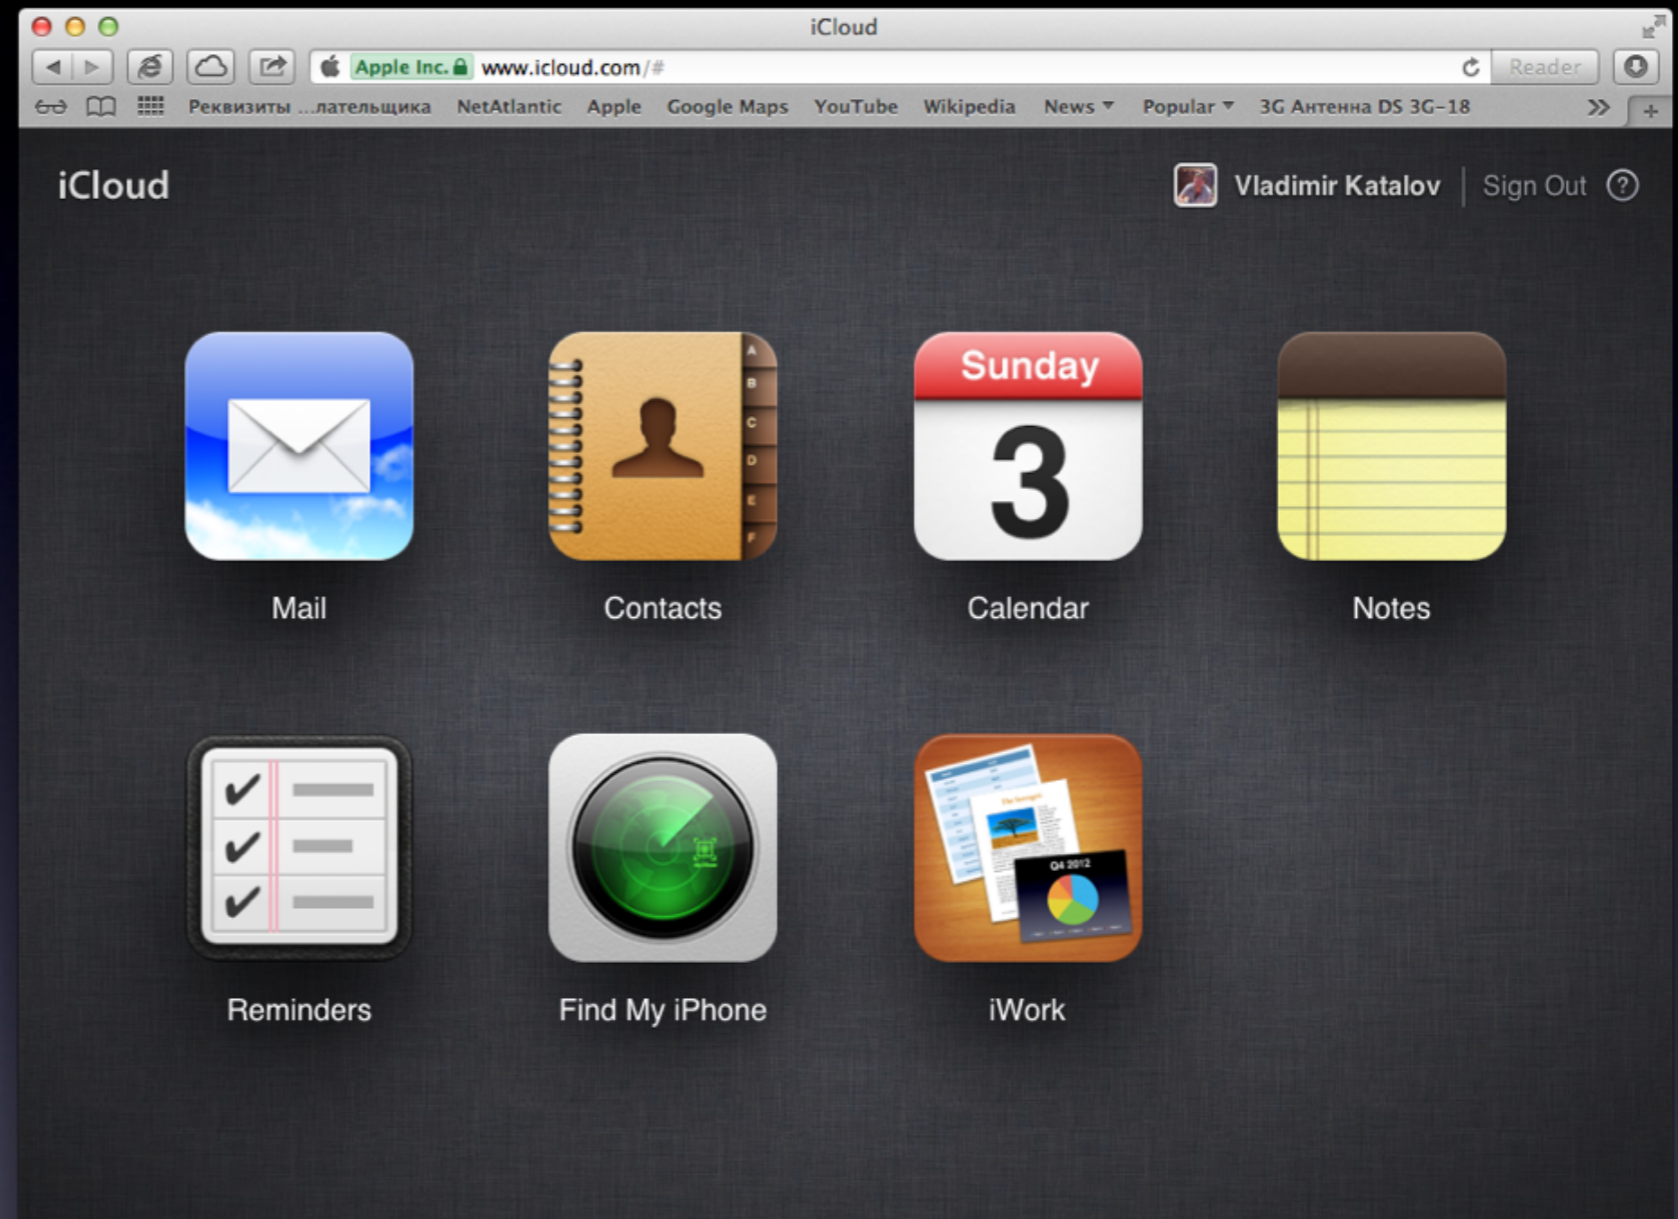 iCloud
Apple Inc. www.icloud.com/# Reader
Реквизиты ...лательщика NetAtlantic Apple Google Maps YouTube Wikipedia News Popular 3G Антенна DS 3G-18
iCloud Vladimir Katalov Sign Out ?
Sunday
3
A
B
C
D
E
F
Mail Contacts Calendar Notes
Q4 2012
Reminders Find My iPhone iWork